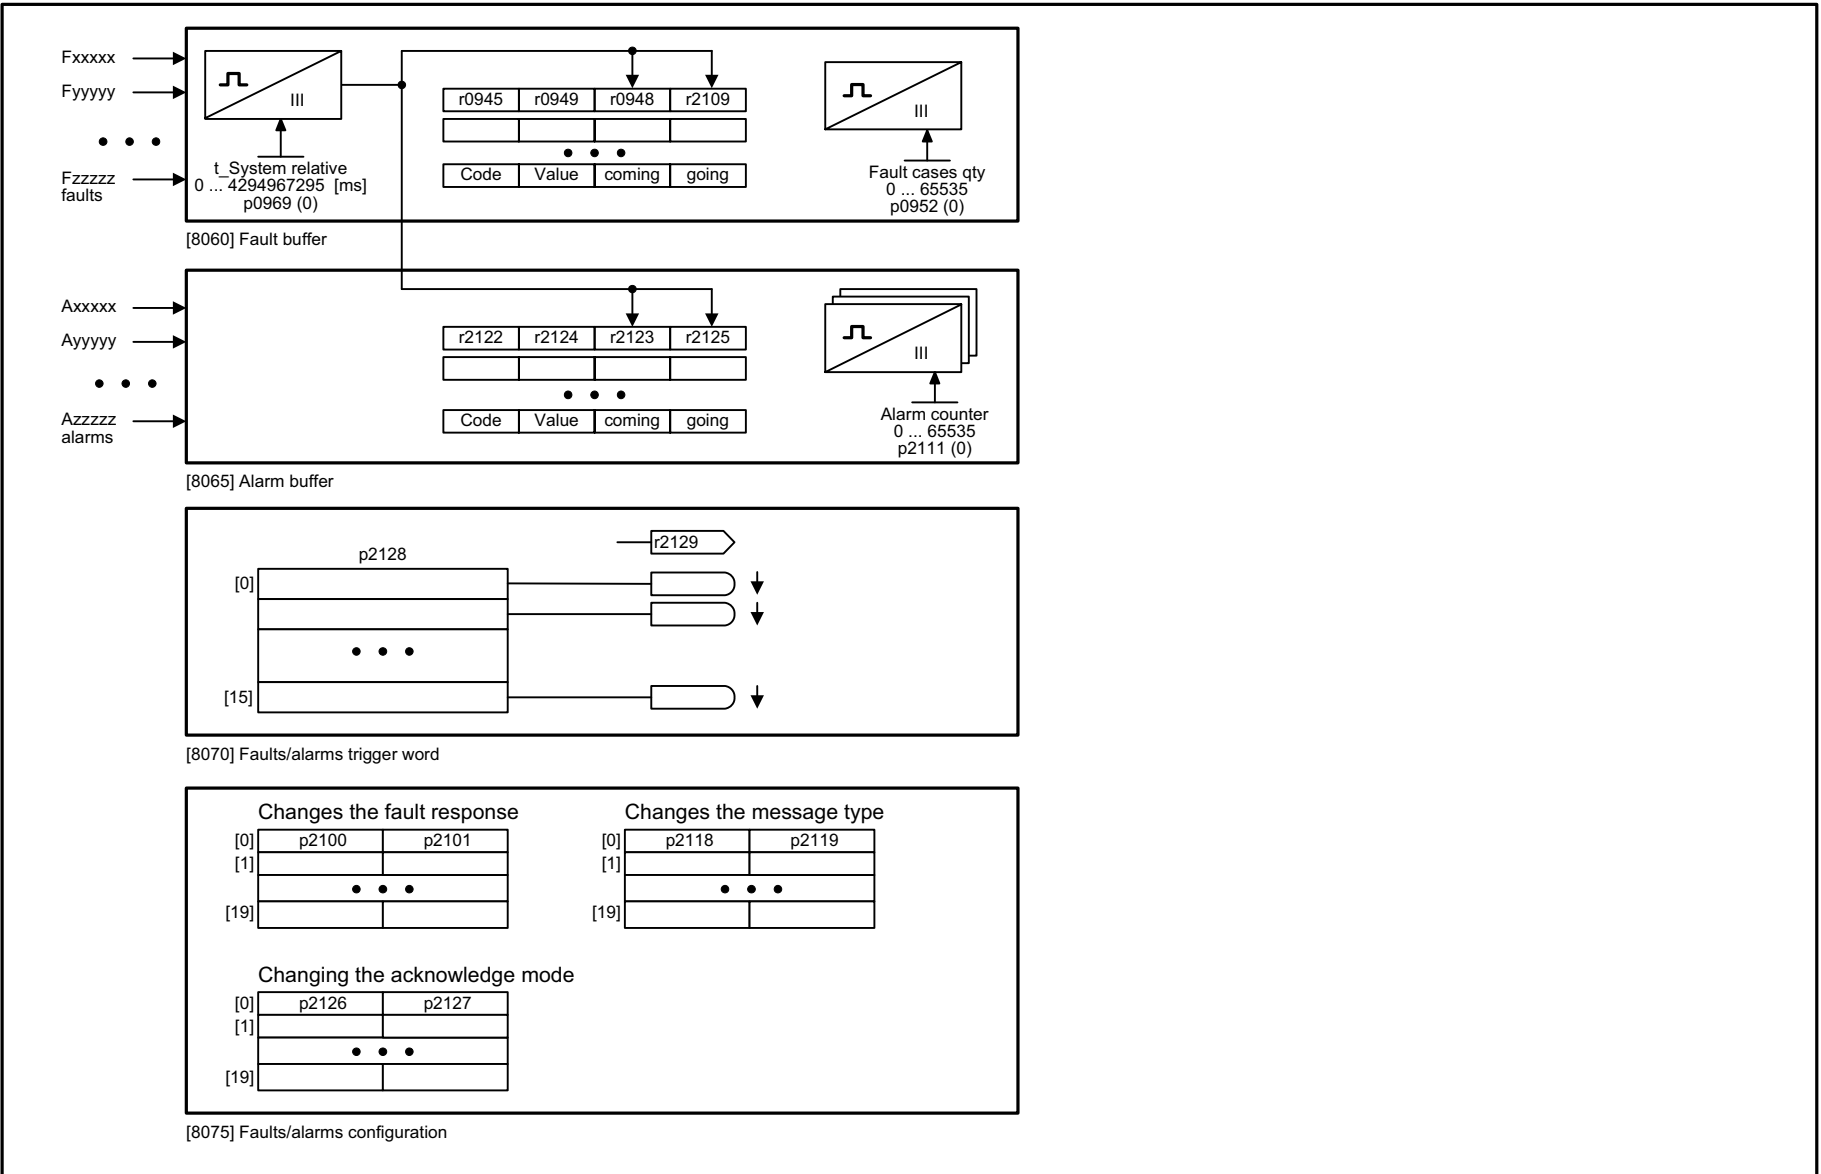 Fxxxxx
Fyyyyy
Fzzzzz
faults
III
t_System relative
0 ... 4294967295 [ms]
p0969 (0)
r0945 r0949 r0948 r2109
Code Value coming going
III
Fault cases qty
0 ... 65535
p0952 (0)
[8060] Fault buffer
Axxxxx
Ayyyyy
Azzzzz
alarms
r2122 r2124 r2123 r2125
Code Value coming going
III
Alarm counter
0 ... 65535
p2111 (0)
[8065] Alarm buffer
p2128
r2129
[0]
[15]
[8070] Faults/alarms trigger word
Changes the fault response
[0] p2100 p2101
[1]
[19]
Changes the message type
[0] p2118 p2119
[1]
[19]
Changing the acknowledge mode
[0] p2126 p2127
[1]
[19]
[8075] Faults/alarms configuration